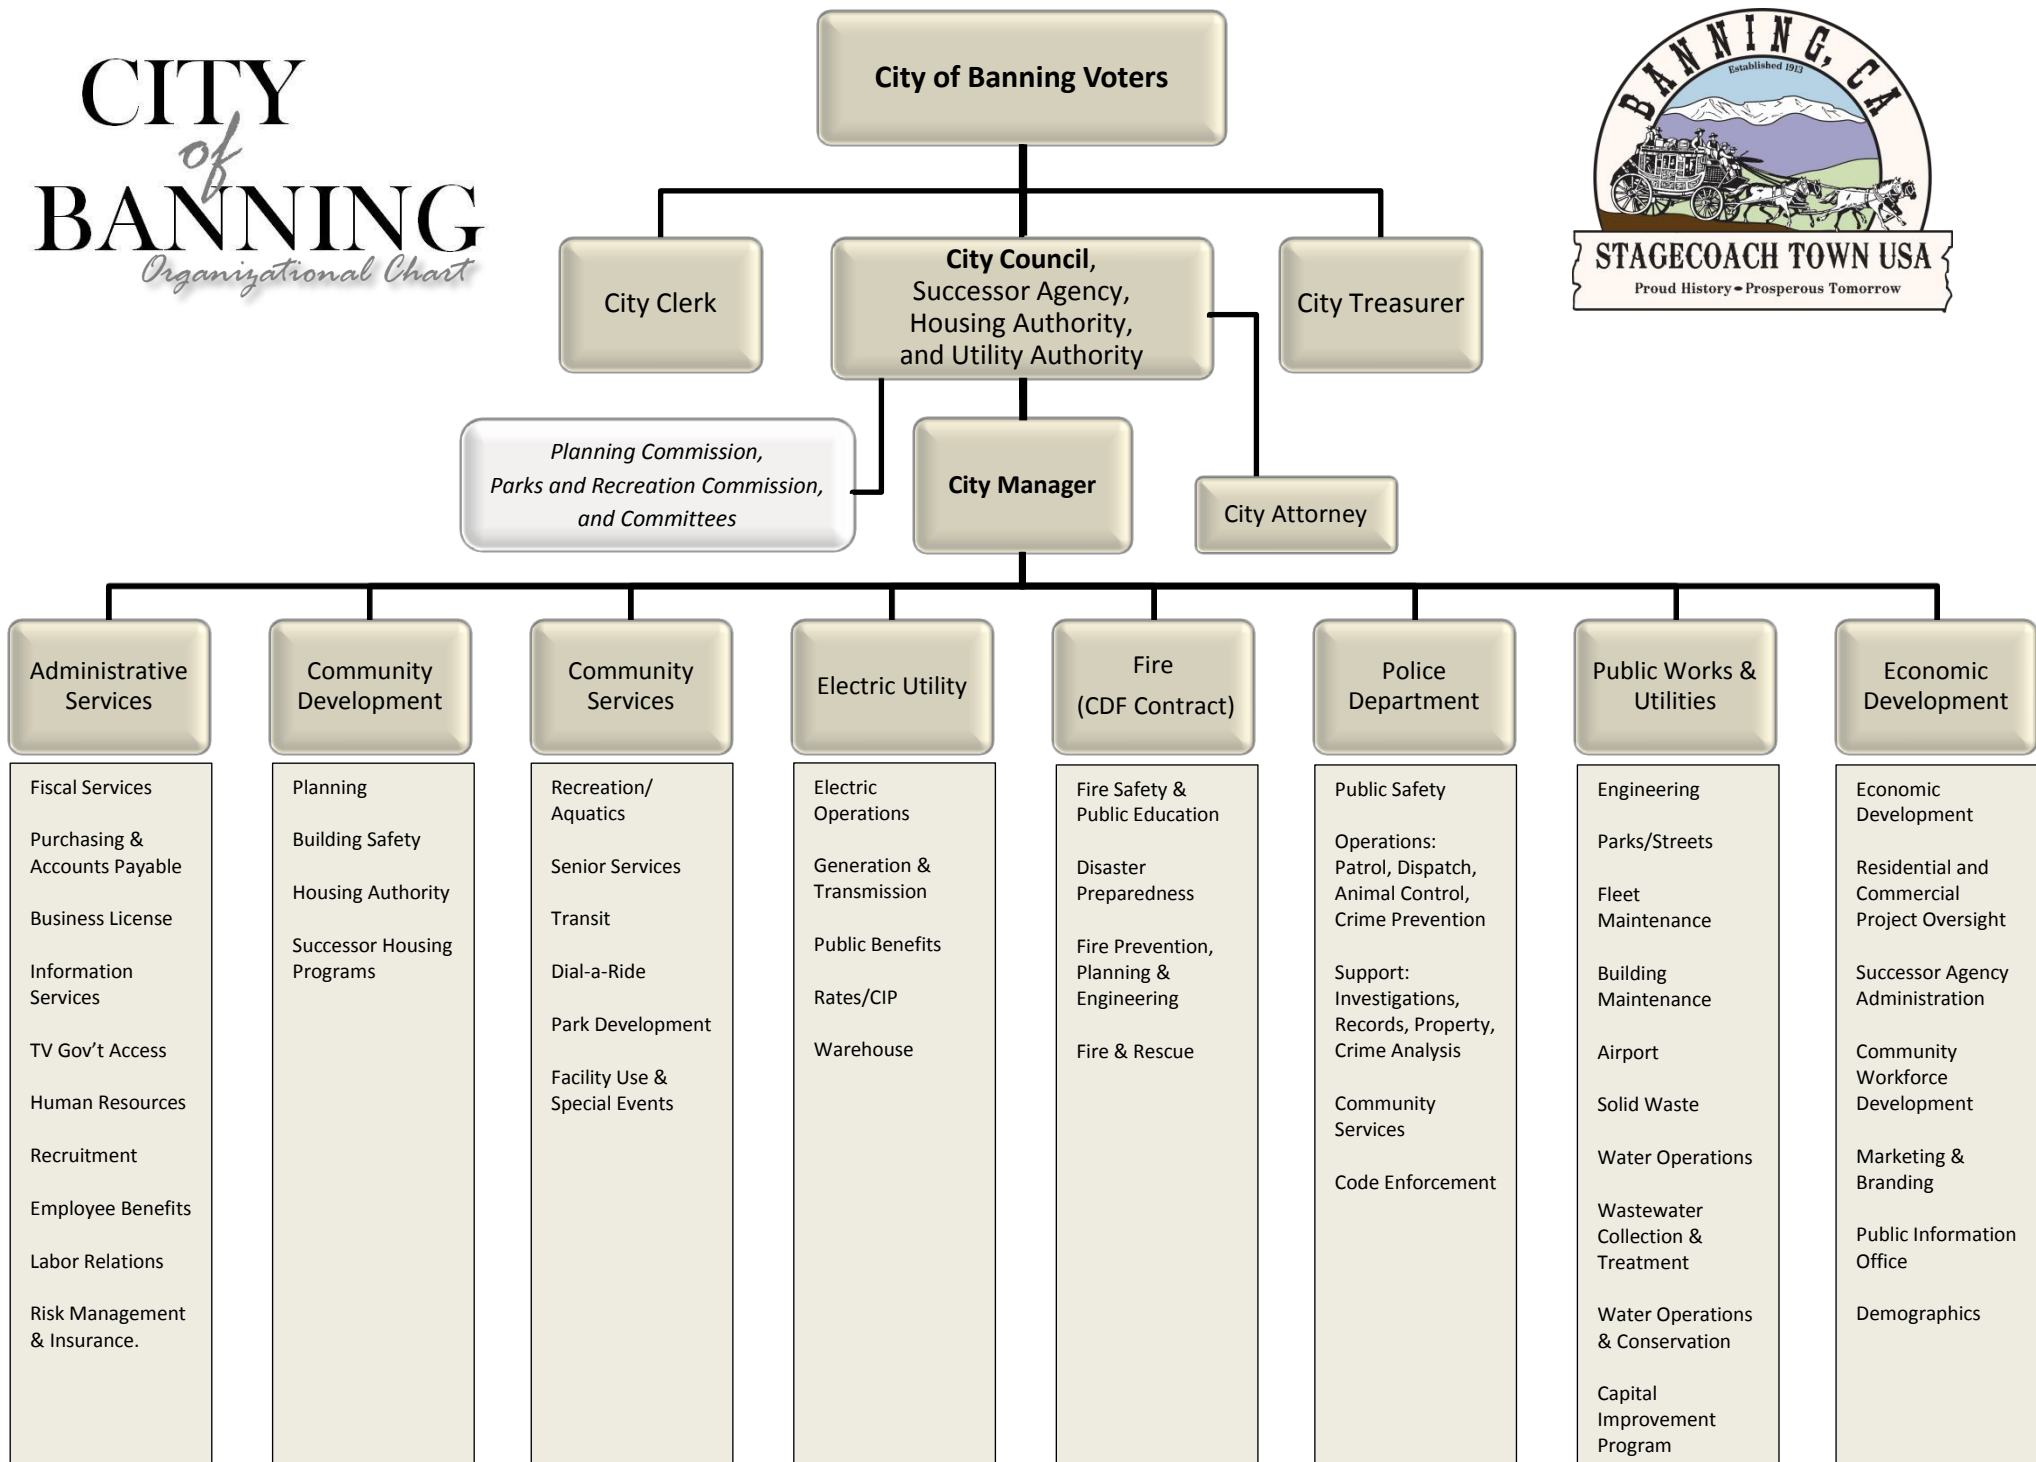 CITY
of
BANNING
Organizational Chart
BANNING, CA
Established 1913
STAGECOACH TOWN USA
Proud History • Prosperous Tomorrow
City of Banning Voters
City Clerk
City Council,
Successor Agency,
Housing Authority,
and Utility Authority
City Treasurer
Planning Commission,
Parks and Recreation Commission,
and Committees
City Manager
City Attorney
Administrative
Services
Fiscal Services
Purchasing &
Accounts Payable
Business License
Information
Services
TV Gov’t Access
Human Resources
Recruitment
Employee Benefits
Labor Relations
Risk Management
& Insurance.
Community
Development
Planning
Building Safety
Housing Authority
Successor Housing
Programs
Community
Services
Recreation/
Aquatics
Senior Services
Transit
Dial-a-Ride
Park Development
Facility Use &
Special Events
Electric Utility
Electric
Operations
Generation &
Transmission
Public Benefits
Rates/CIP
Warehouse
Fire
(CDF Contract)
Fire Safety &
Public Education
Disaster
Preparedness
Fire Prevention,
Planning &
Engineering
Fire & Rescue
Police
Department
Public Safety
Operations:
Patrol, Dispatch,
Animal Control,
Crime Prevention
Support:
Investigations,
Records, Property,
Crime Analysis
Community
Services
Code Enforcement
Public Works &
Utilities
Engineering
Parks/Streets
Fleet
Maintenance
Building
Maintenance
Airport
Solid Waste
Water Operations
Wastewater
Collection &
Treatment
Water Operations
& Conservation
Capital
Improvement
Program
Economic
Development
Economic
Development
Residential and
Commercial
Project Oversight
Successor Agency
Administration
Community
Workforce
Development
Marketing &
Branding
Public Information
Office
Demographics